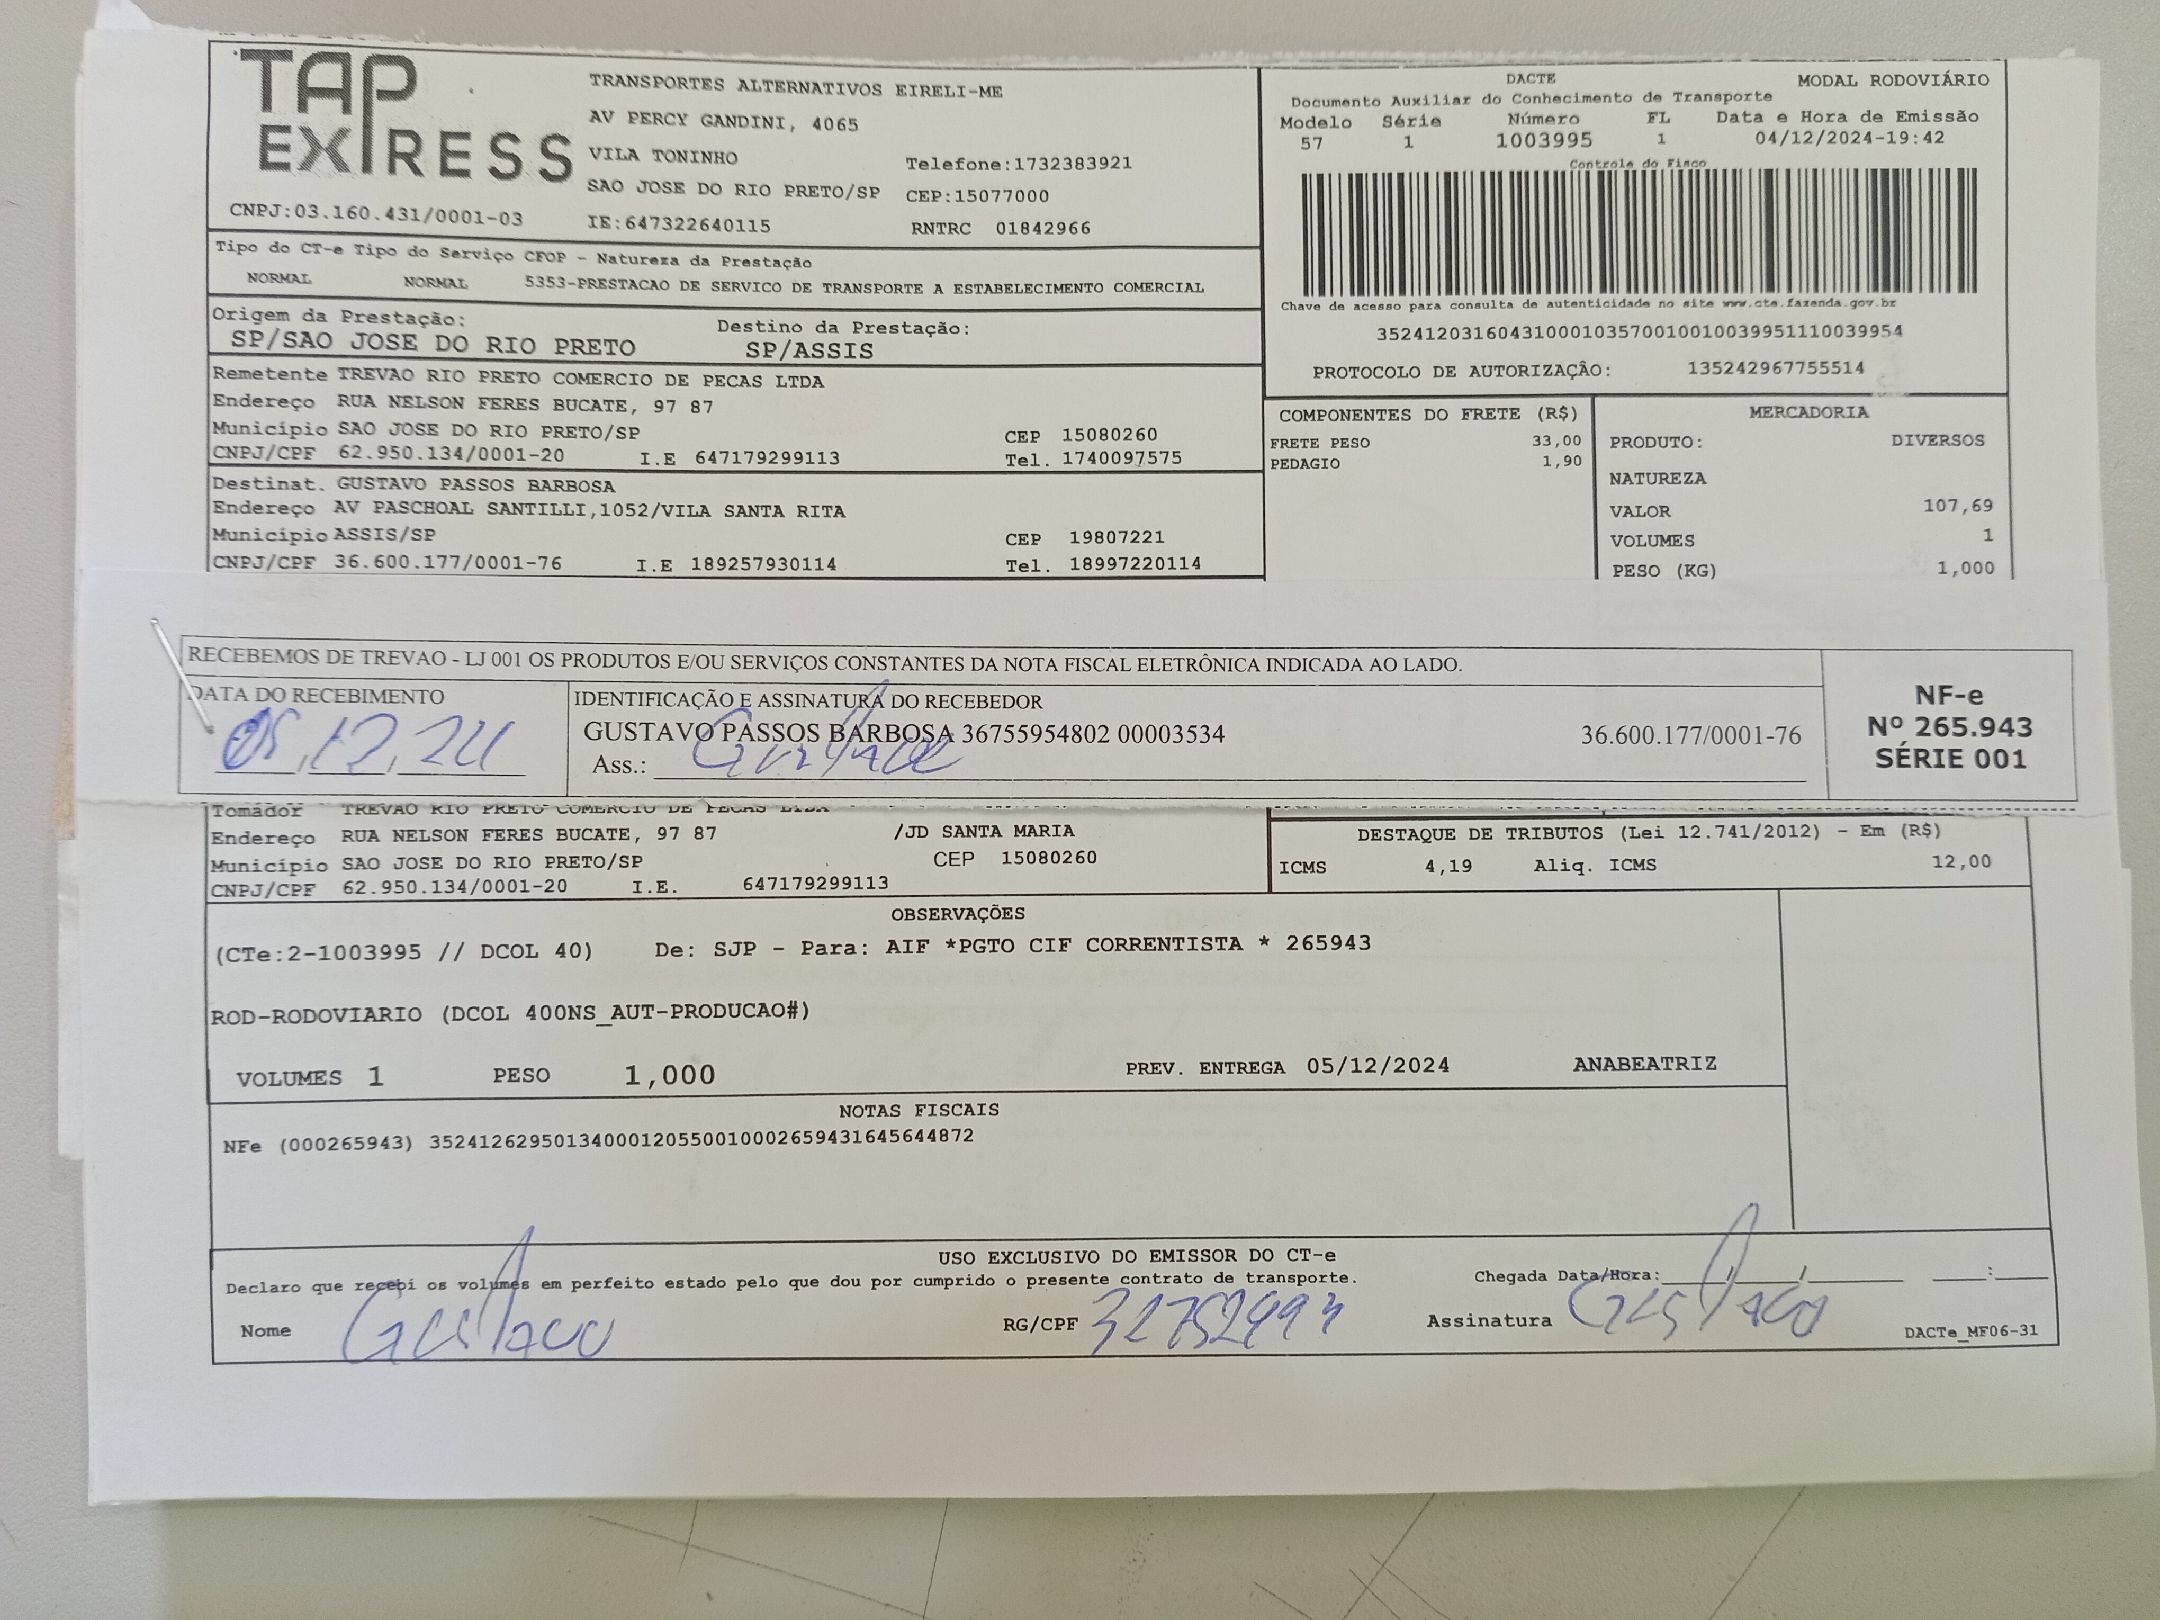 TAP EXPRESS
TRANSPORTES ALTERNATIVOS EIRELI-ME
AV PERCY GANDINI, 4065
VILA TONINHO Telefone:1732383921
SAO JOSE DO RIO PRETO/SP CEP:15077000
CNPJ:03.160.431/0001-03 IE:647322640115 RNTRC 01842966
DACTE MODAL RODOVIÁRIO
Documento Auxiliar do Conhecimento de Transporte
Modelo Série Número FL Data e Hora de Emissão
57 1 1003995 1 04/12/2024-19:42
Controle do Fisco
Chave de acesso para consulta de autenticidade no site www.cte.fazenda.gov.br
35241203160431000103570010010039951110039954
PROTOCOLO DE AUTORIZAÇÃO: 135242967755514
Tipo do CT-e Tipo do Serviço CFOP - Natureza da Prestação
NORMAL NORMAL 5353-PRESTACAO DE SERVICO DE TRANSPORTE A ESTABELECIMENTO COMERCIAL
Origem da Prestação: Destino da Prestação:
SP/SAO JOSE DO RIO PRETO SP/ASSIS
Remetente TREVAO RIO PRETO COMERCIO DE PECAS LTDA
Endereço RUA NELSON FERES BUCATE, 97 87
Município SAO JOSE DO RIO PRETO/SP CEP 15080260
CNPJ/CPF 62.950.134/0001-20 I.E 647179299113 Tel. 1740097575
Destinat. GUSTAVO PASSOS BARBOSA
Endereço AV PASCHOAL SANTILLI,1052/VILA SANTA RITA
Município ASSIS/SP CEP 19807221
CNPJ/CPF 36.600.177/0001-76 I.E 189257930114 Tel. 18997220114
COMPONENTES DO FRETE (R$)
FRETE PESO 33,00
PEDAGIO 1,90
MERCADORIA
PRODUTO: DIVERSOS
NATUREZA
VALOR 107,69
VOLUMES 1
PESO (KG) 1,000
RECEBEMOS DE TREVAO - LJ 001 OS PRODUTOS E/OU SERVIÇOS CONSTANTES DA NOTA FISCAL ELETRÔNICA INDICADA AO LADO.
DATA DO RECEBIMENTO
05,12,24
IDENTIFICAÇÃO E ASSINATURA DO RECEBEDOR
GUSTAVO PASSOS BARBOSA 36755954802 00003534 36.600.177/0001-76
Ass.: Gustavo
NF-e
Nº 265.943
SÉRIE 001
Tomador TREVAO RIO PRETO COMERCIO DE PECAS LTDA
Endereço RUA NELSON FERES BUCATE, 97 87 /JD SANTA MARIA
Município SAO JOSE DO RIO PRETO/SP CEP 15080260
CNPJ/CPF 62.950.134/0001-20 I.E. 647179299113
DESTAQUE DE TRIBUTOS (Lei 12.741/2012) - Em (R$)
ICMS 4,19 Aliq. ICMS 12,00
OBSERVAÇÕES
(CTe:2-1003995 // DCOL 40) De: SJP - Para: AIF *PGTO CIF CORRENTISTA * 265943
ROD-RODOVIARIO (DCOL 400NS_AUT-PRODUCAO#)
VOLUMES 1 PESO 1,000 PREV. ENTREGA 05/12/2024 ANABEATRIZ
NOTAS FISCAIS
NFe (000265943) 35241262950134000120550010002659431645644872
USO EXCLUSIVO DO EMISSOR DO CT-e
Declaro que recebi os volumes em perfeito estado pelo que dou por cumprido o presente contrato de transporte. Chegada Data/Hora:____/____/____ __:__
Nome Gustavo RG/CPF Assinatura Gustavo
DACTe_MF06-31